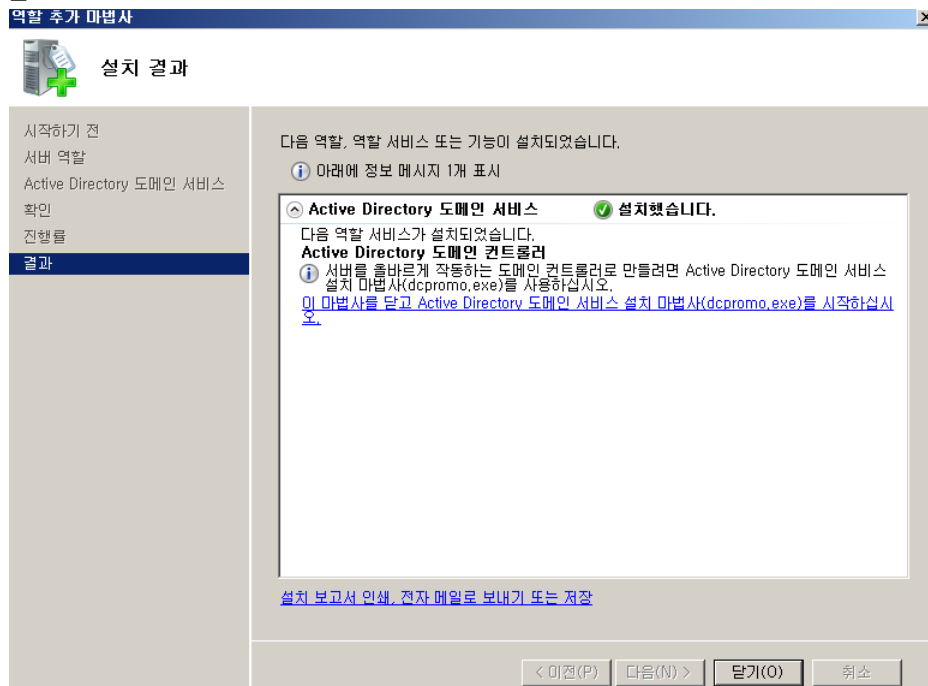 역할 추가 마법사
설치 결과
시작하기 전
서버 역할
Active Directory 도메인 서비스
확인
진행률
결과
다음 역할, 역할 서비스 또는 기능이 설치되었습니다.
아래에 정보 메시지 1개 표시
Active Directory 도메인 서비스 설치했습니다.
다음 역할 서비스가 설치되었습니다.
Active Directory 도메인 컨트롤러
서버를 올바르게 작동하는 도메인 컨트롤러로 만들려면 Active Directory 도메인 서비스
설치 마법사(dcpromo.exe)를 사용하십시오.
이 마법사를 닫고 Active Directory 도메인 서비스 설치 마법사(dcpromo.exe)를 시작하십시
오.
설치 보고서 인쇄, 전자 메일로 보내기 또는 저장
< 이전(P) 다음(N) > 닫기(O) 취소